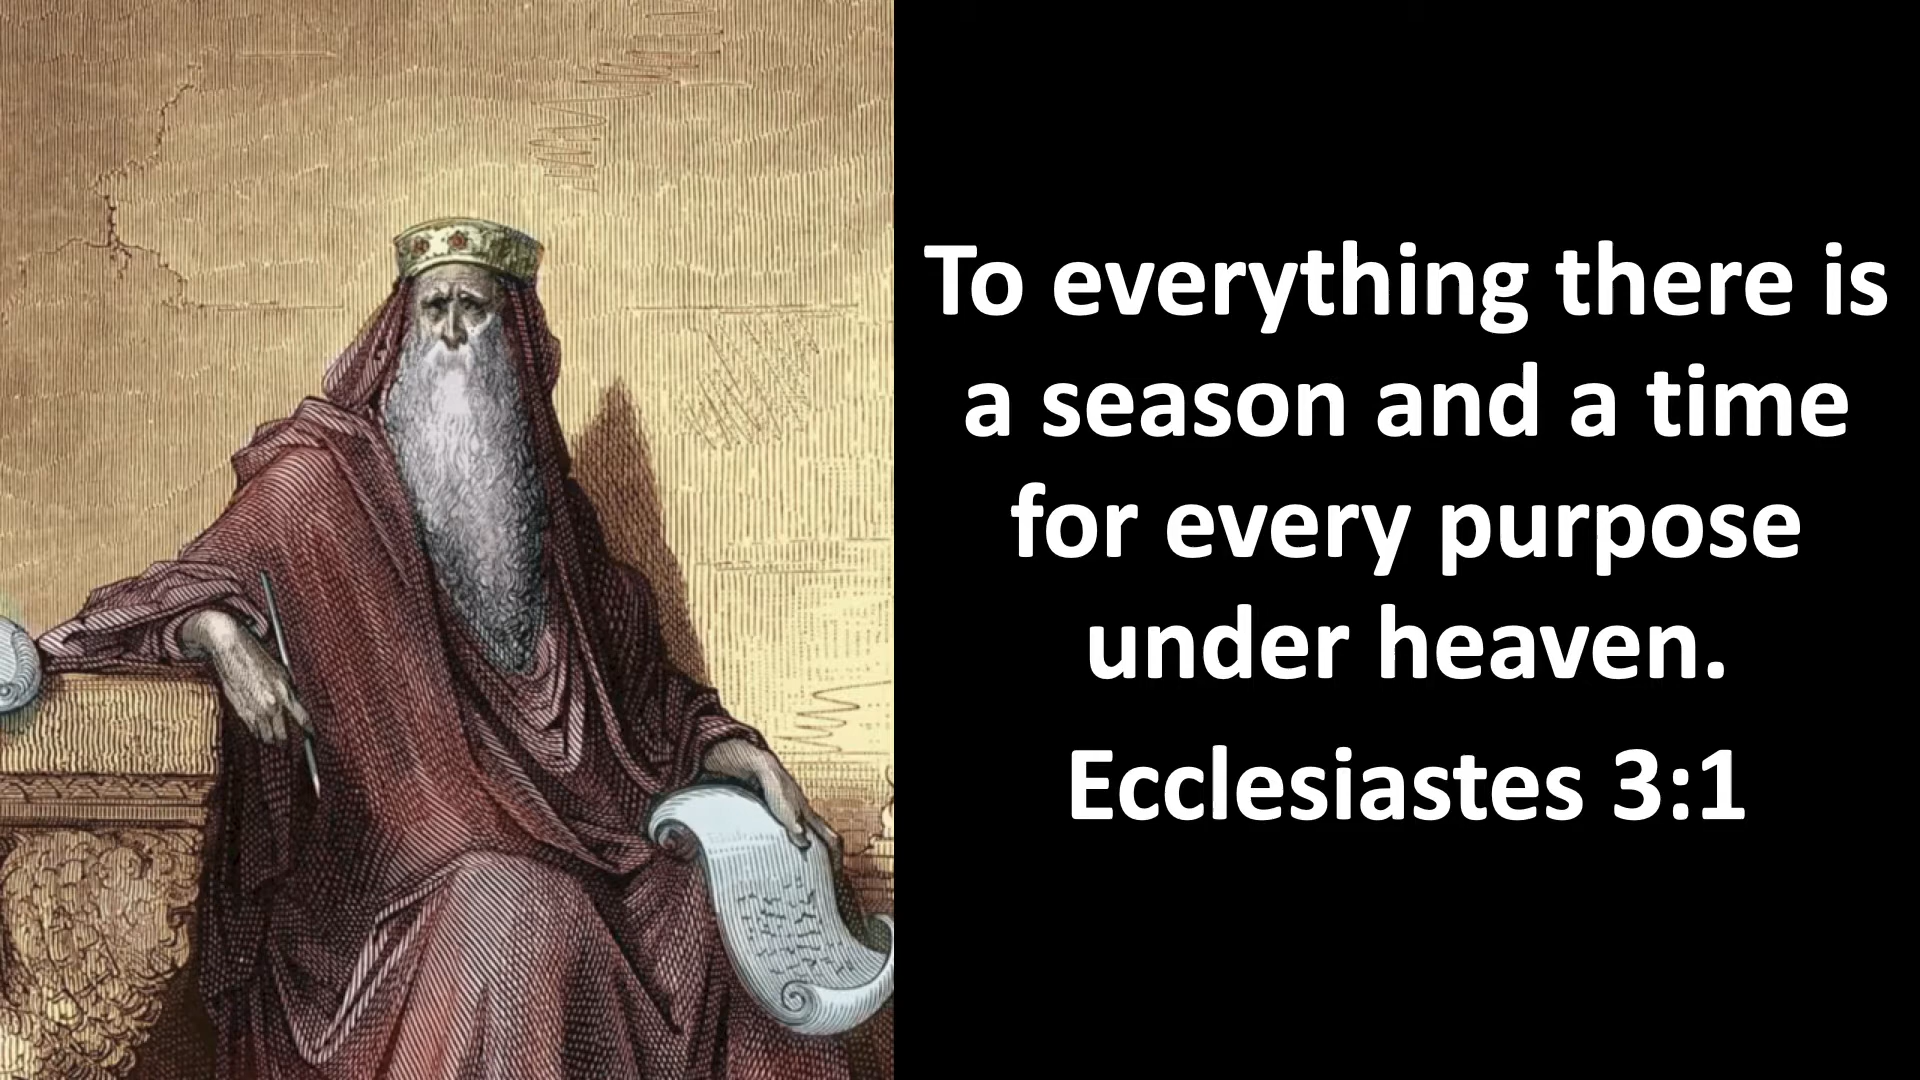 To everything there is
a season and a time
for every purpose
under heaven.
Ecclesiastes 3:1